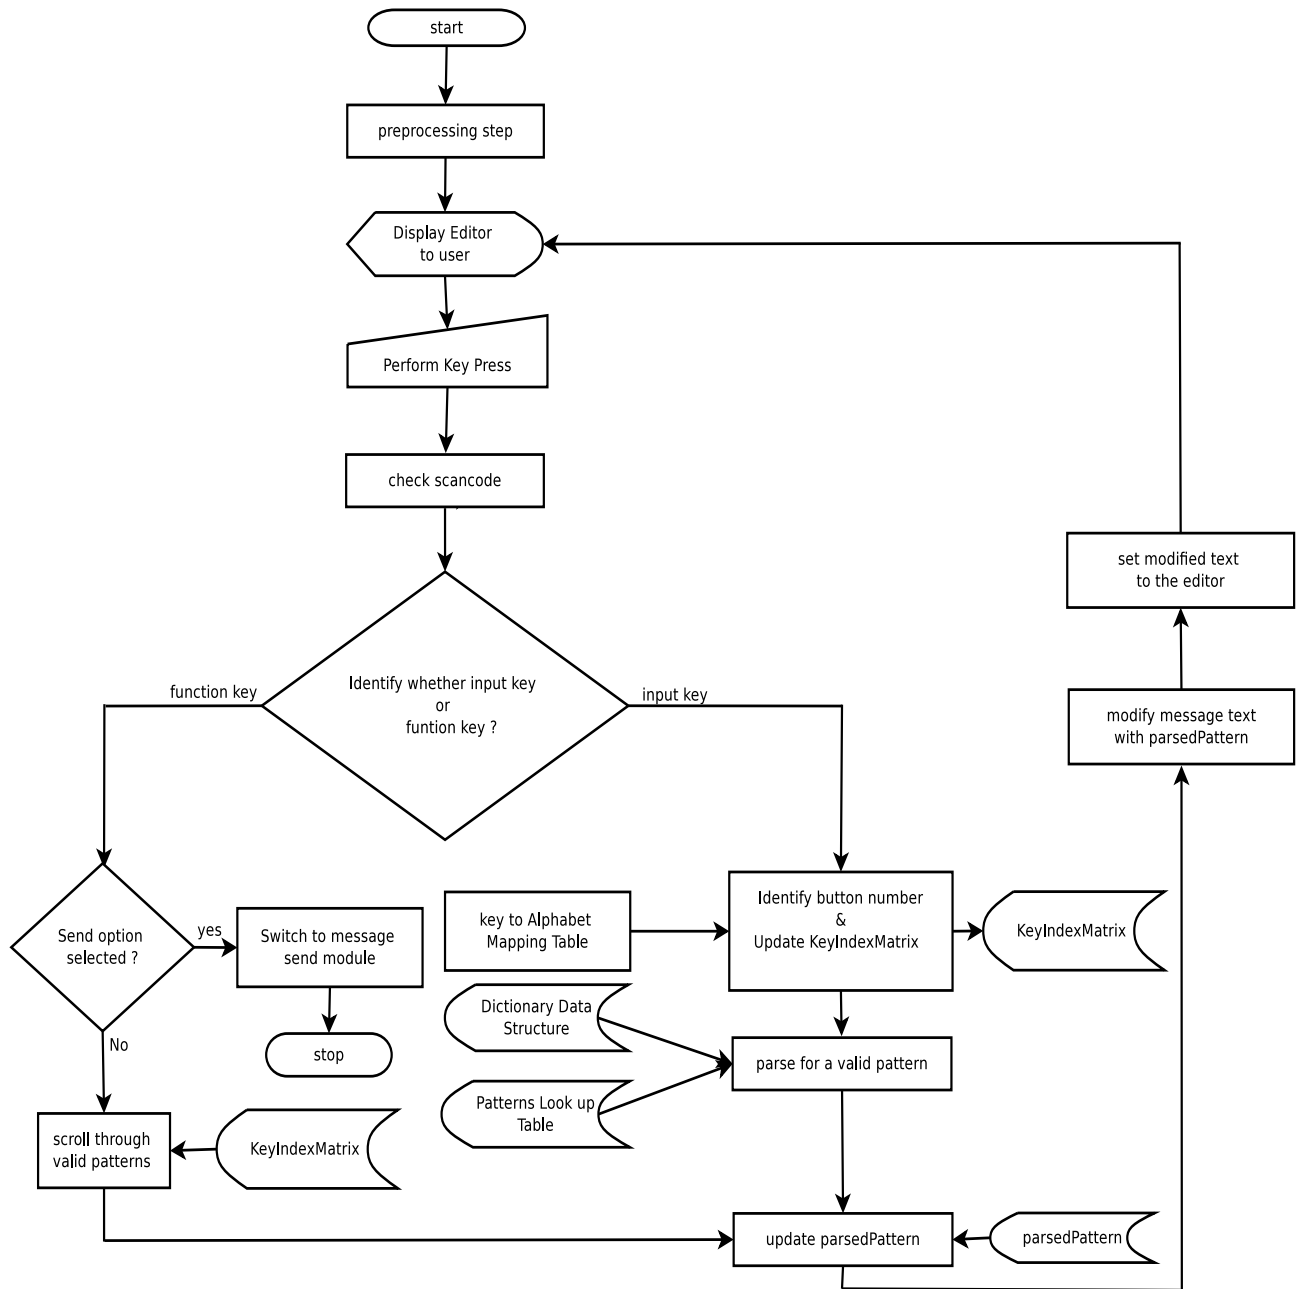 start
preprocessing step
Display Editor
to user
Perform Key Press
check scancode
set modified text
to the editor
function key
Identify whether input key
or
funtion key ?
input key
modify message text
with parsedPattern
Send option
selected ?
yes
Switch to message
send module
key to Alphabet
Mapping Table
Identify button number
&
Update KeyIndexMatrix
KeyIndexMatrix
Dictionary Data
Structure
No
stop
parse for a valid pattern
Patterns Look up
Table
scroll through
valid patterns
KeyIndexMatrix
update parsedPattern
parsedPattern